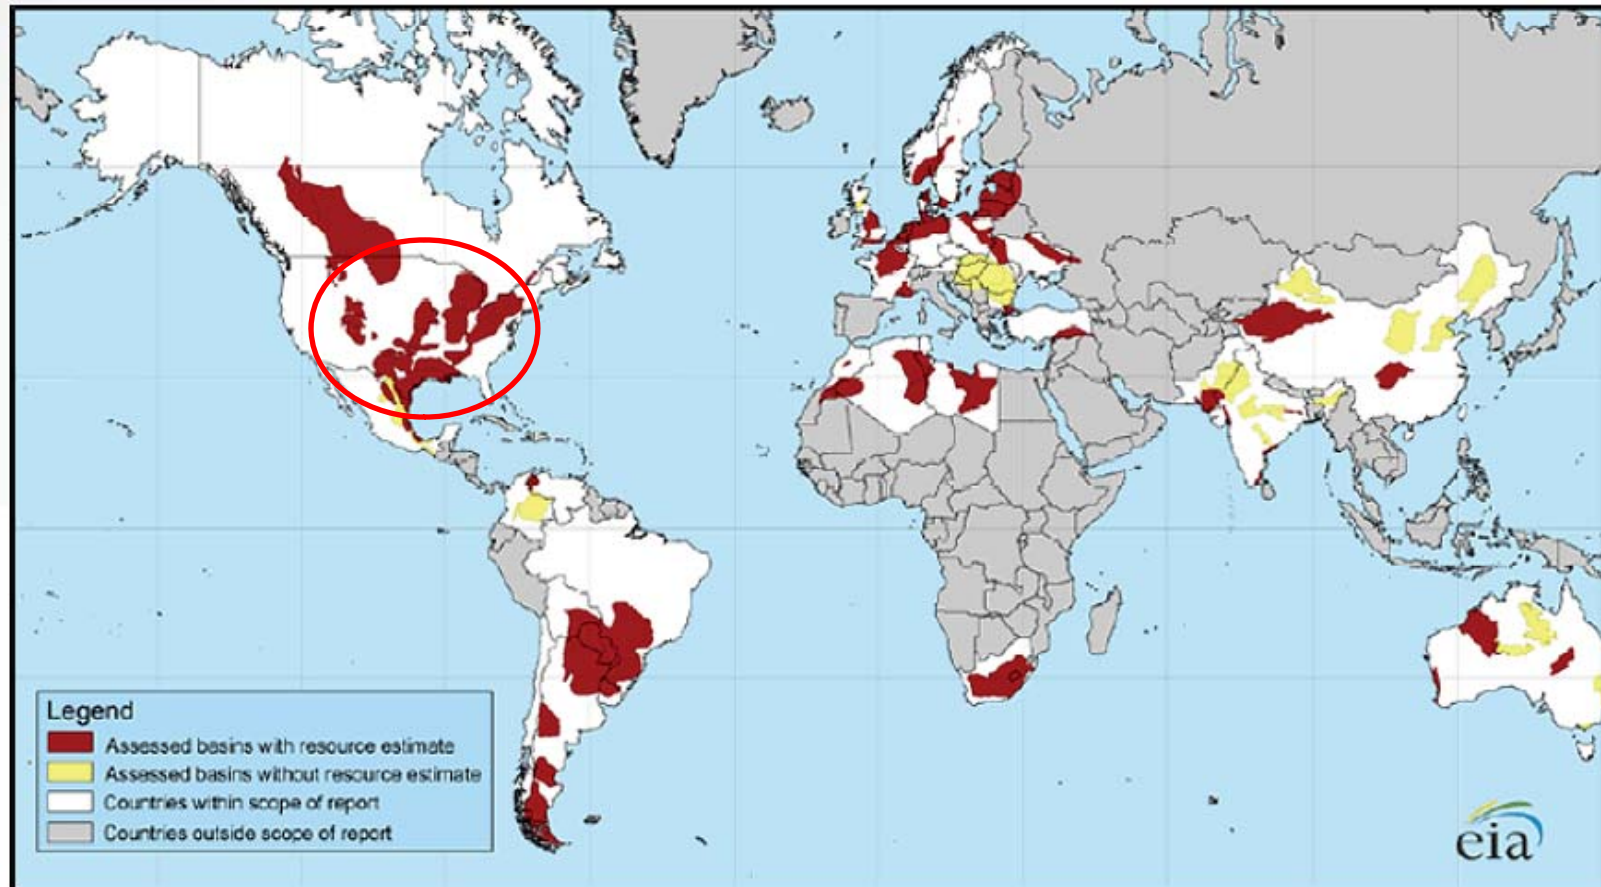 Legend
Assessed basins with resource estimate
Assessed basins without resource estimate
Countries within scope of report
Countries outside scope of report
eia